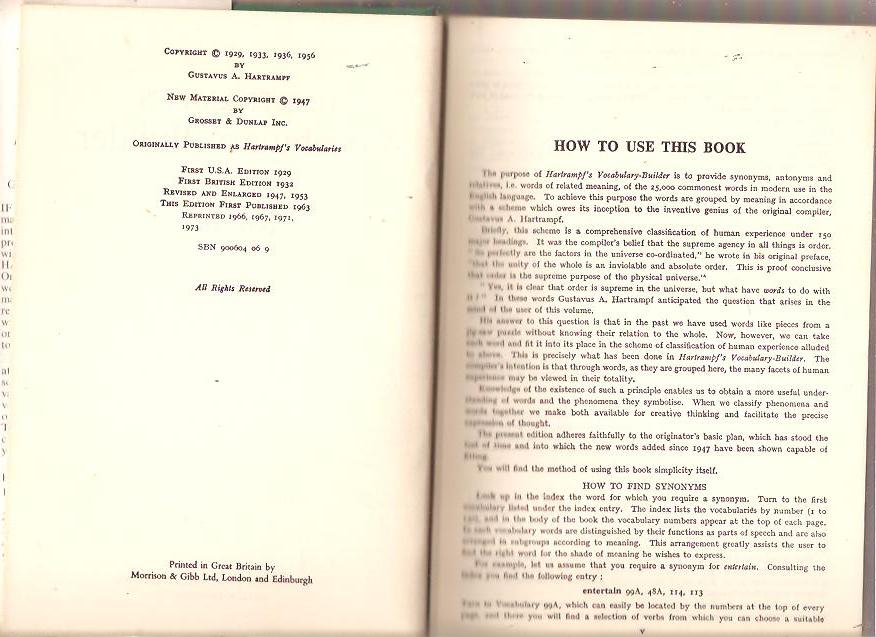 COPYRIGHT © 1929, 1933, 1936, 1956
BY
GUSTAVUS A. HARTRAMPF
NEW MATERIAL COPYRIGHT © 1947
BY
GROSSET & DUNLAP INC.
ORIGINALLY PUBLISHED AS Hartrampf's Vocabularies
FIRST U.S.A. EDITION 1929
FIRST BRITISH EDITION 1932
REVISED AND ENLARGED 1947, 1953
THIS EDITION FIRST PUBLISHED 1963
REPRINTED 1966, 1967, 1971,
1973
SBN 900604 06 9
All Rights Reserved
Printed in Great Britain by
Morrison & Gibb Ltd, London and Edinburgh
HOW TO USE THIS BOOK
The purpose of Hartrampf's Vocabulary-Builder is to provide synonyms, antonyms and
relatives, i.e. words of related meaning, of the 25,000 commonest words in modern use in the
English language. To achieve this purpose the words are grouped by meaning in accordance
with a scheme which owes its inception to the inventive genius of the original compiler,
Gustavus A. Hartrampf.
Briefly, this scheme is a comprehensive classification of human experience under 150
major headings. It was the compiler's belief that the supreme agency in all things is order.
"So perfectly are the factors in the universe co-ordinated," he wrote in his original preface,
"that the unity of the whole is an inviolable and absolute order. This is proof conclusive
that order is the supreme purpose of the physical universe."
"Yes, it is clear that order is supreme in the universe, but what have words to do with
it?" In these words Gustavus A. Hartrampf anticipated the question that arises in the
mind of the user of this volume.
His answer to this question is that in the past we have used words like pieces from a
jig-saw puzzle without knowing their relation to the whole. Now, however, we can take
each word and fit it into its place in the scheme of classification of human experience alluded
to above. This is precisely what has been done in Hartrampf's Vocabulary-Builder. The
compiler's intention is that through words, as they are grouped here, the many facets of human
experience may be viewed in their totality.
Knowledge of the existence of such a principle enables us to obtain a more useful under-
standing of words and the phenomena they symbolise. When we classify phenomena and
words together we make both available for creative thinking and facilitate the precise
expression of thought.
The present edition adheres faithfully to the originator's basic plan, which has stood the
test of time and into which the new words added since 1947 have been shown capable of
fitting.
You will find the method of using this book simplicity itself.
HOW TO FIND SYNONYMS
Look up in the index the word for which you require a synonym. Turn to the first
vocabulary listed under the index entry. The index lists the vocabularies by number (1 to
and in the body of the book the vocabulary numbers appear at the top of each page.
In each vocabulary words are distinguished by their functions as parts of speech and are also
arranged in subgroups according to meaning. This arrangement greatly assists the user to
find the right word for the shade of meaning he wishes to express.
For example, let us assume that you require a synonym for entertain. Consulting the
index you find the following entry :
entertain 99A, 48A, 114, 113
Turn to Vocabulary 99A, which can easily be located by the numbers at the top of every
page, and there you will find a selection of verbs from which you can choose a suitable
v